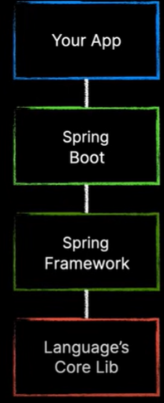 Your App
Spring
Boot
Spring
Framework
Language's
Core Lib